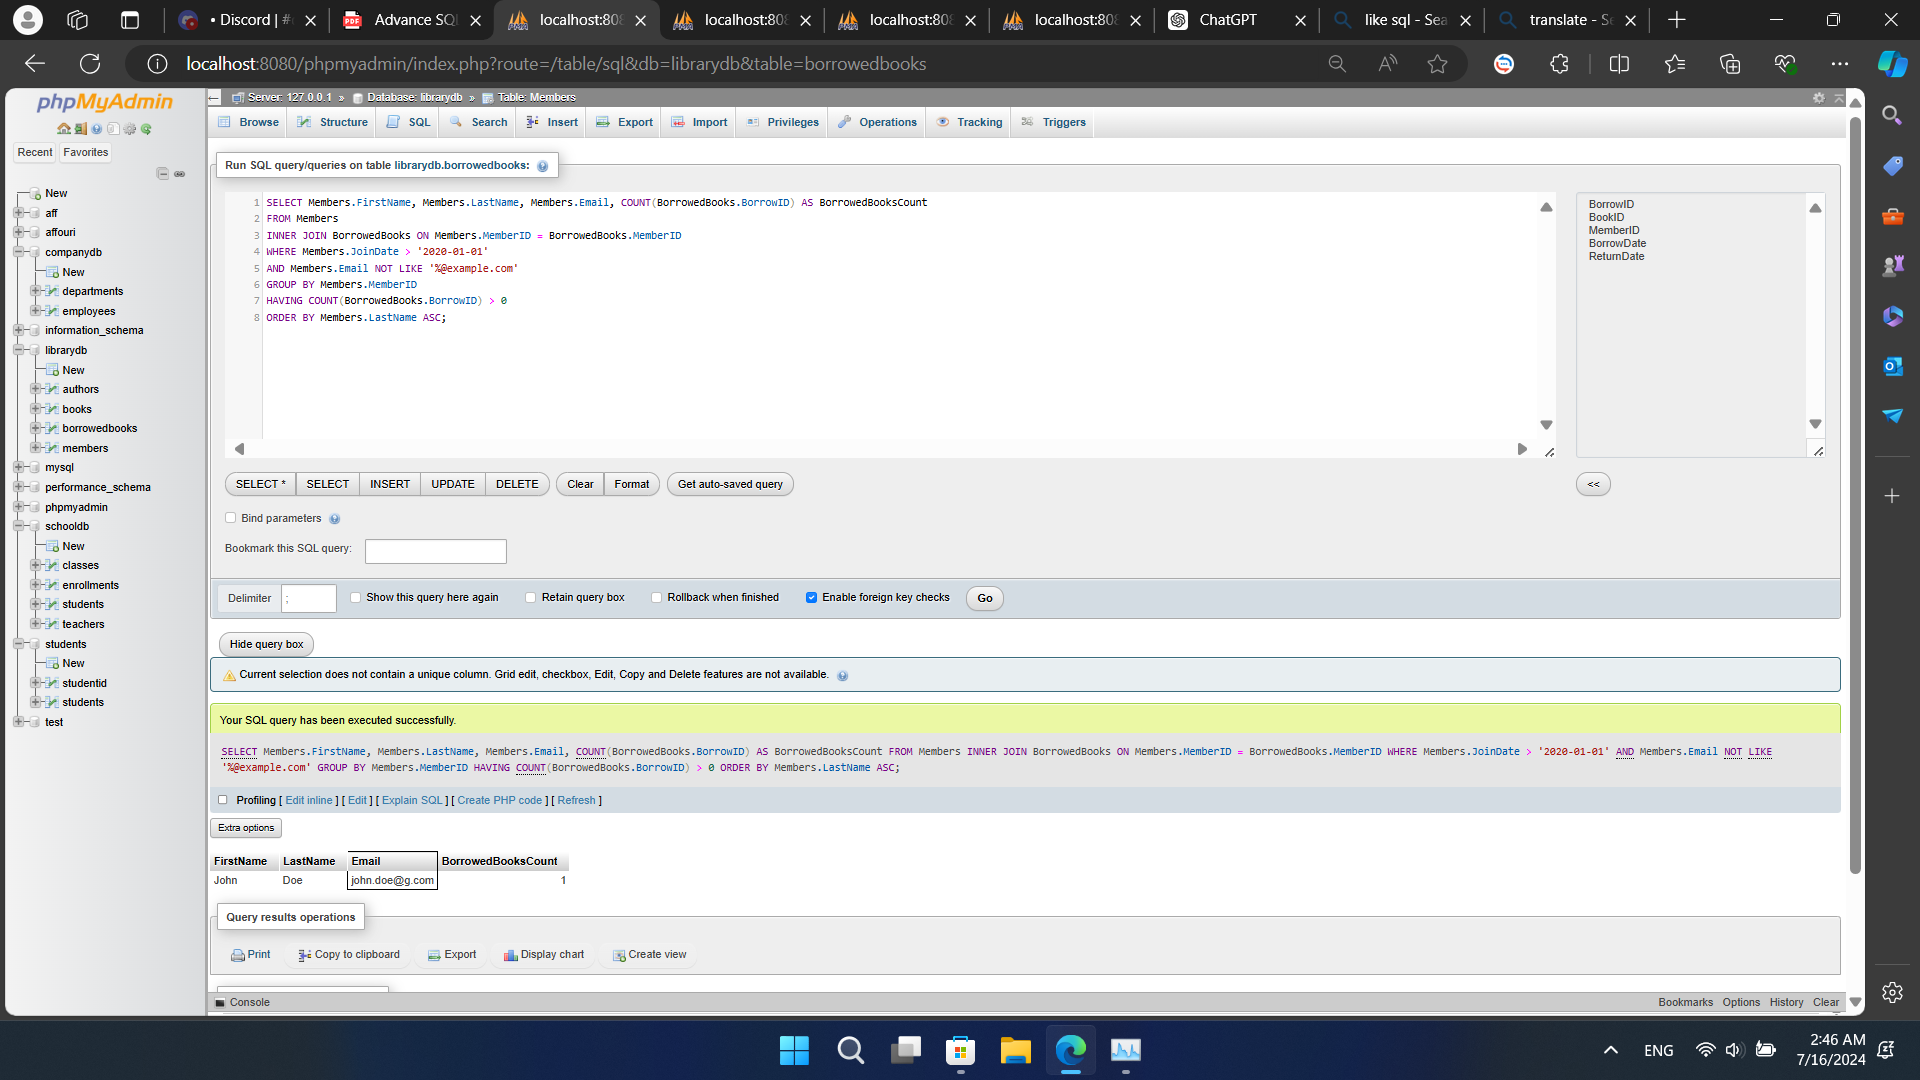 • Discord | #
Advance SQL
localhost:808
localhost:808
localhost:808
localhost:808
ChatGPT
like sql - Sea
translate - Se
localhost:8080/phpmyadmin/index.php?route=/table/sql&db=librarydb&table=borrowedbooks
phpMyAdmin
Recent
Favorites
New
aff
affouri
companydb
New
departments
employees
information_schema
librarydb
New
authors
books
borrowedbooks
members
mysql
performance_schema
phpmyadmin
schooldb
New
classes
enrollments
students
teachers
students
New
studentid
students
test
Server: 127.0.0.1 » Database: librarydb » Table: Members
Browse
Structure
SQL
Search
Insert
Export
Import
Privileges
Operations
Tracking
Triggers
Run SQL query/queries on table librarydb.borrowedbooks:
1 SELECT Members.FirstName, Members.LastName, Members.Email, COUNT(BorrowedBooks.BorrowID) AS BorrowedBooksCount
2 FROM Members
3 INNER JOIN BorrowedBooks ON Members.MemberID = BorrowedBooks.MemberID
4 WHERE Members.JoinDate > '2020-01-01'
5 AND Members.Email NOT LIKE '%@example.com'
6 GROUP BY Members.MemberID
7 HAVING COUNT(BorrowedBooks.BorrowID) > 0
8 ORDER BY Members.LastName ASC;
BorrowID
BookID
MemberID
BorrowDate
ReturnDate
SELECT *
SELECT
INSERT
UPDATE
DELETE
Clear
Format
Get auto-saved query
<<
Bind parameters
Bookmark this SQL query:
Delimiter
;
Show this query here again
Retain query box
Rollback when finished
Enable foreign key checks
Go
Hide query box
Current selection does not contain a unique column. Grid edit, checkbox, Edit, Copy and Delete features are not available.
Your SQL query has been executed successfully.
SELECT Members.FirstName, Members.LastName, Members.Email, COUNT(BorrowedBooks.BorrowID) AS BorrowedBooksCount FROM Members INNER JOIN BorrowedBooks ON Members.MemberID = BorrowedBooks.MemberID WHERE Members.JoinDate > '2020-01-01' AND Members.Email NOT LIKE
'%@example.com' GROUP BY Members.MemberID HAVING COUNT(BorrowedBooks.BorrowID) > 0 ORDER BY Members.LastName ASC;
Profiling [ Edit inline ] [ Edit ] [ Explain SQL ] [ Create PHP code ] [ Refresh ]
Extra options
FirstName LastName Email BorrowedBooksCount
John Doe john.doe@g.com 1
Query results operations
Print
Copy to clipboard
Export
Display chart
Create view
Console
Bookmarks Options History Clear
ENG
2:46 AM
7/16/2024